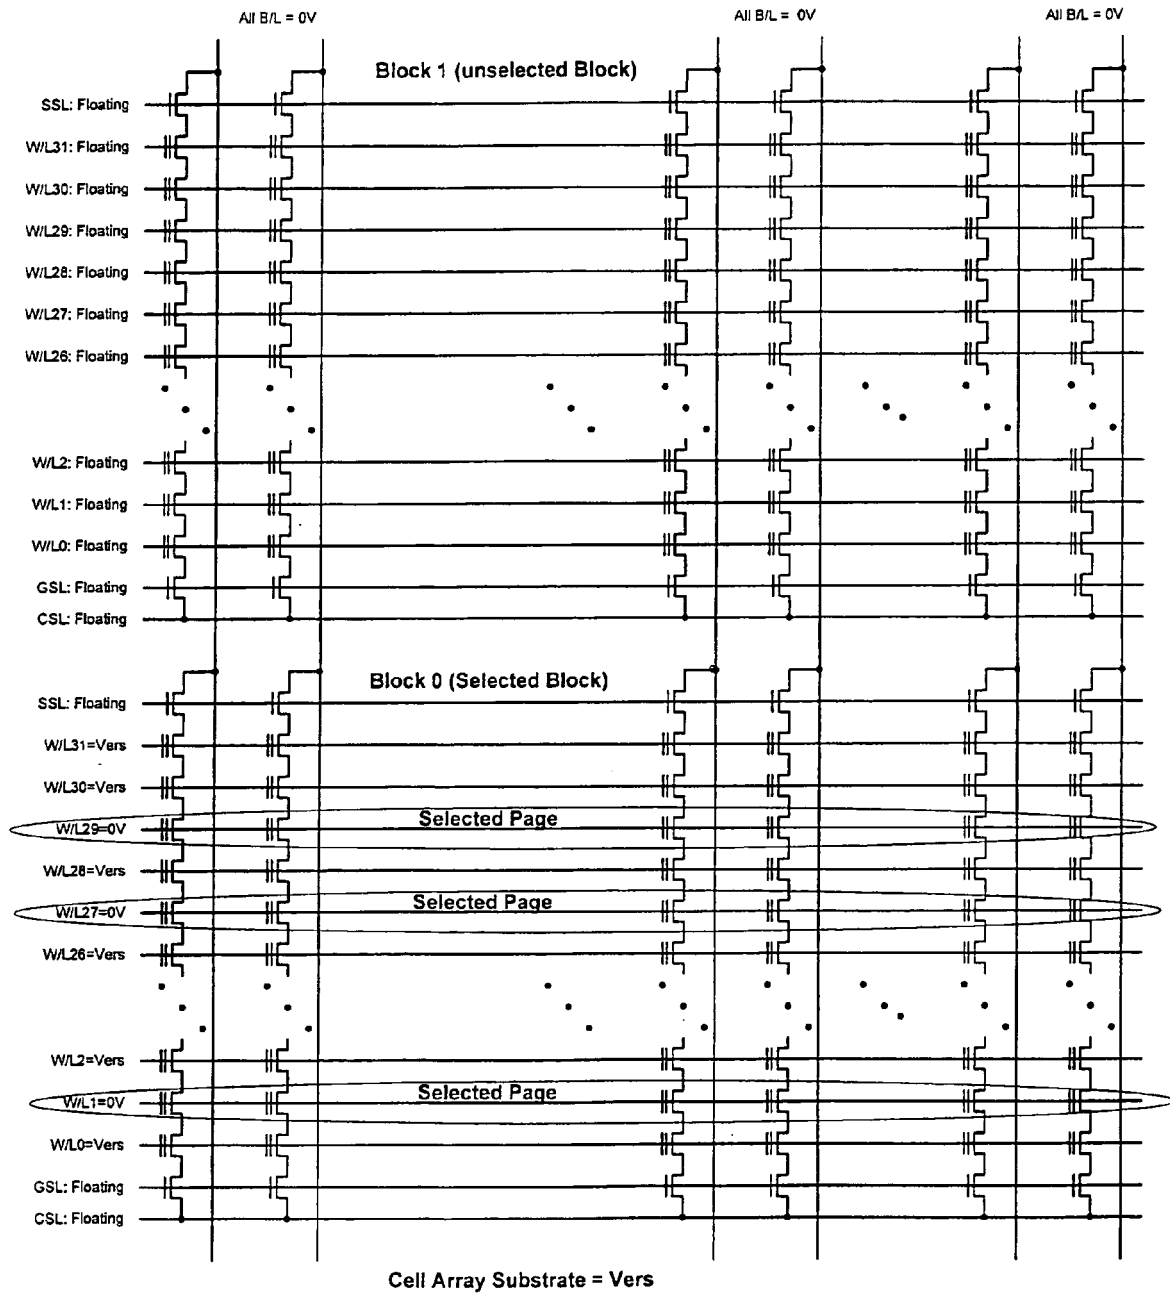 All B/L = 0V All B/L = 0V All B/L = 0V
Block 1 (unselected Block)
SSL: Floating
W/L31: Floating
W/L30: Floating
W/L29: Floating
W/L28: Floating
W/L27: Floating
W/L26: Floating
W/L2: Floating
W/L1: Floating
W/L0: Floating
GSL: Floating
CSL: Floating
Block 0 (Selected Block)
SSL: Floating
W/L31=Vers
W/L30=Vers
Selected Page
W/L29=0V
W/L28=Vers
Selected Page
W/L27=0V
W/L26=Vers
W/L2=Vers
Selected Page
W/L1=0V
W/L0=Vers
GSL: Floating
CSL: Floating
Cell Array Substrate = Vers